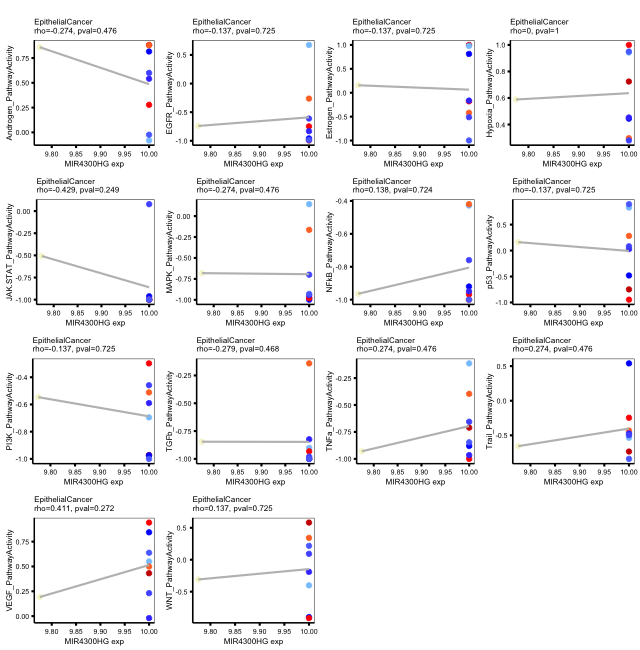 EpithelialCancer
rho=-0.274, pval=0.476
Androgen_PathwayActivity
0.75
0.50
0.25
0.00
9.80 9.85 9.90 9.95 10.00
MIR4300HG exp
EpithelialCancer
rho=-0.137, pval=0.725
EGFR_PathwayActivity
0.5
0.0
-0.5
-1.0
9.80 9.85 9.90 9.95 10.00
MIR4300HG exp
EpithelialCancer
rho=-0.137, pval=0.725
Estrogen_PathwayActivity
1.0
0.5
0.0
-0.5
-1.0
9.80 9.85 9.90 9.95 10.00
MIR4300HG exp
EpithelialCancer
rho=0, pval=1
Hypoxia_PathwayActivity
1.0
0.8
0.6
0.4
9.80 9.85 9.90 9.95 10.00
MIR4300HG exp
EpithelialCancer
rho=-0.429, pval=0.249
JAK.STAT_PathwayActivity
0.00
-0.25
-0.50
-0.75
-1.00
9.80 9.85 9.90 9.95 10.00
MIR4300HG exp
EpithelialCancer
rho=-0.274, pval=0.476
MAPK_PathwayActivity
0.00
-0.25
-0.50
-0.75
-1.00
9.80 9.85 9.90 9.95 10.00
MIR4300HG exp
EpithelialCancer
rho=0.138, pval=0.724
NFkB_PathwayActivity
-0.4
-0.6
-0.8
-1.0
9.80 9.85 9.90 9.95 10.00
MIR4300HG exp
EpithelialCancer
rho=-0.137, pval=0.725
p53_PathwayActivity
0.5
0.0
-0.5
-1.0
9.80 9.85 9.90 9.95 10.00
MIR4300HG exp
EpithelialCancer
rho=-0.137, pval=0.725
PI3K_PathwayActivity
-0.4
-0.6
-0.8
-1.0
9.80 9.85 9.90 9.95 10.00
MIR4300HG exp
EpithelialCancer
rho=-0.279, pval=0.468
TGFb_PathwayActivity
-0.25
-0.50
-0.75
-1.00
9.80 9.85 9.90 9.95 10.00
MIR4300HG exp
EpithelialCancer
rho=0.274, pval=0.476
TNFa_PathwayActivity
-0.25
-0.50
-0.75
-1.00
9.80 9.85 9.90 9.95 10.00
MIR4300HG exp
EpithelialCancer
rho=0.274, pval=0.476
Trail_PathwayActivity
0.5
0.0
-0.5
9.80 9.85 9.90 9.95 10.00
MIR4300HG exp
EpithelialCancer
rho=0.411, pval=0.272
VEGF_PathwayActivity
0.75
0.50
0.25
0.00
9.80 9.85 9.90 9.95 10.00
MIR4300HG exp
EpithelialCancer
rho=0.137, pval=0.725
WNT_PathwayActivity
0.5
0.0
-0.5
9.80 9.85 9.90 9.95 10.00
MIR4300HG exp